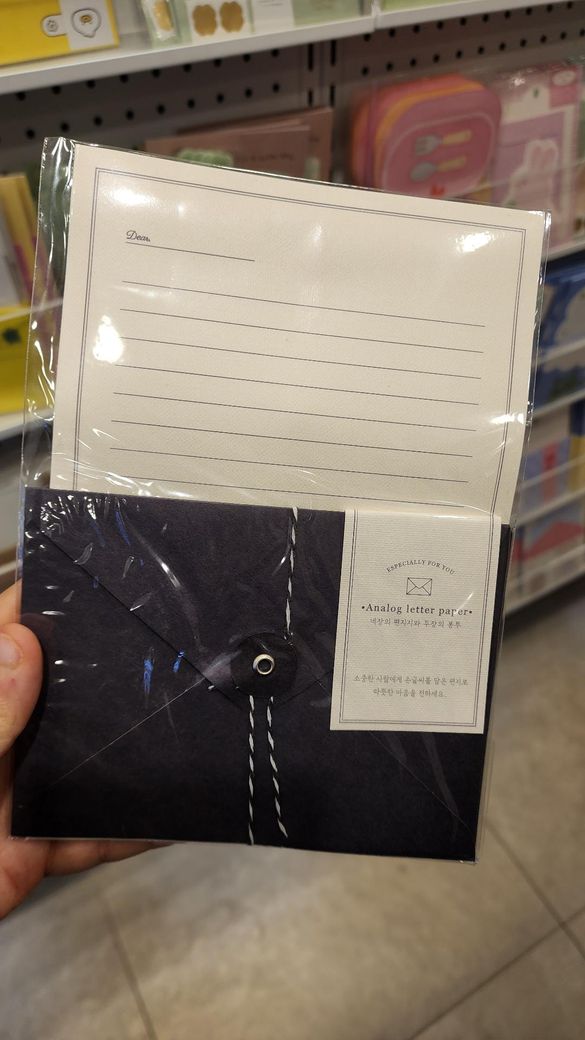 Dear.
ESPECIALLY FOR YOU
•Analog letter paper•
네장의 편지지와 두장의 봉투
소중한 사람에게 손글씨를 담은 편지로
따뜻한 마음을 전하세요.